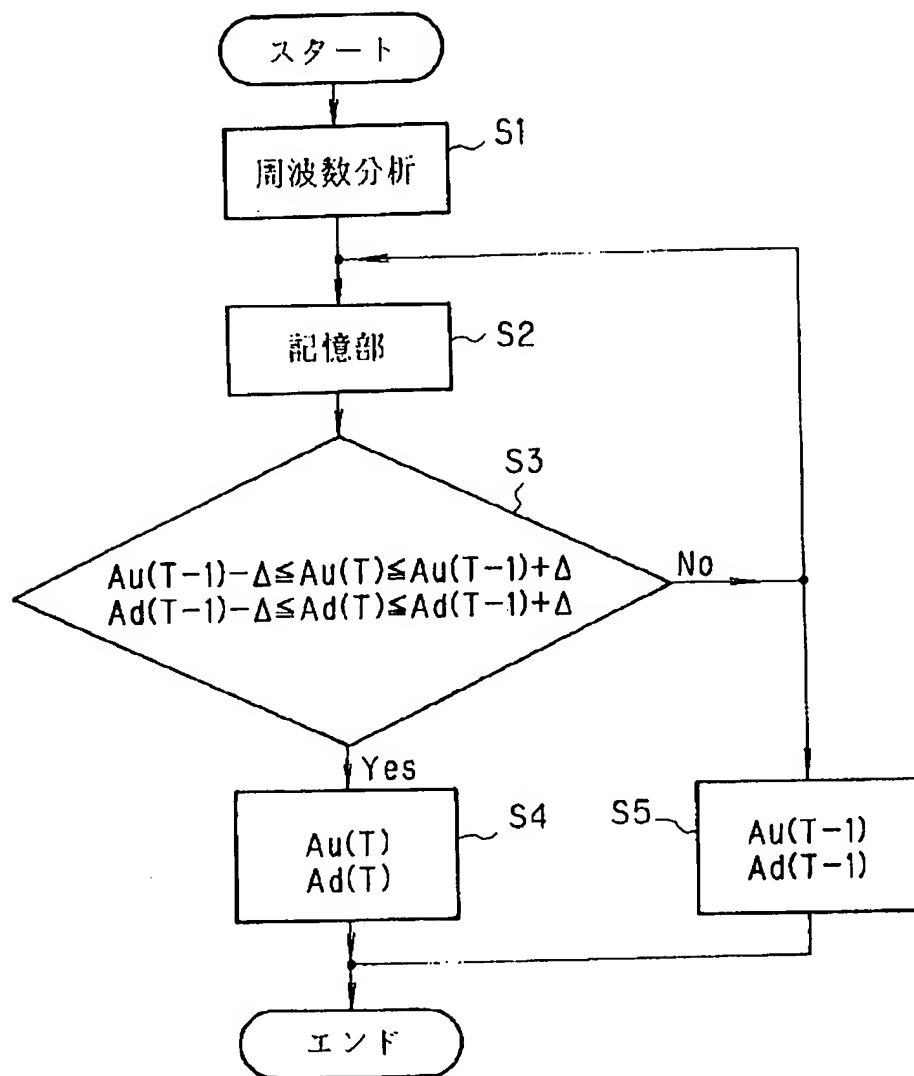 スタート
S1
周波数分析
S2
記憶部
S3
Au(T-1)-Δ≦Au(T)≦Au(T-1)+Δ
Ad(T-1)-Δ≦Ad(T)≦Ad(T-1)+Δ
No
Yes
S4
Au(T)
Ad(T)
S5
Au(T-1)
Ad(T-1)
エンド